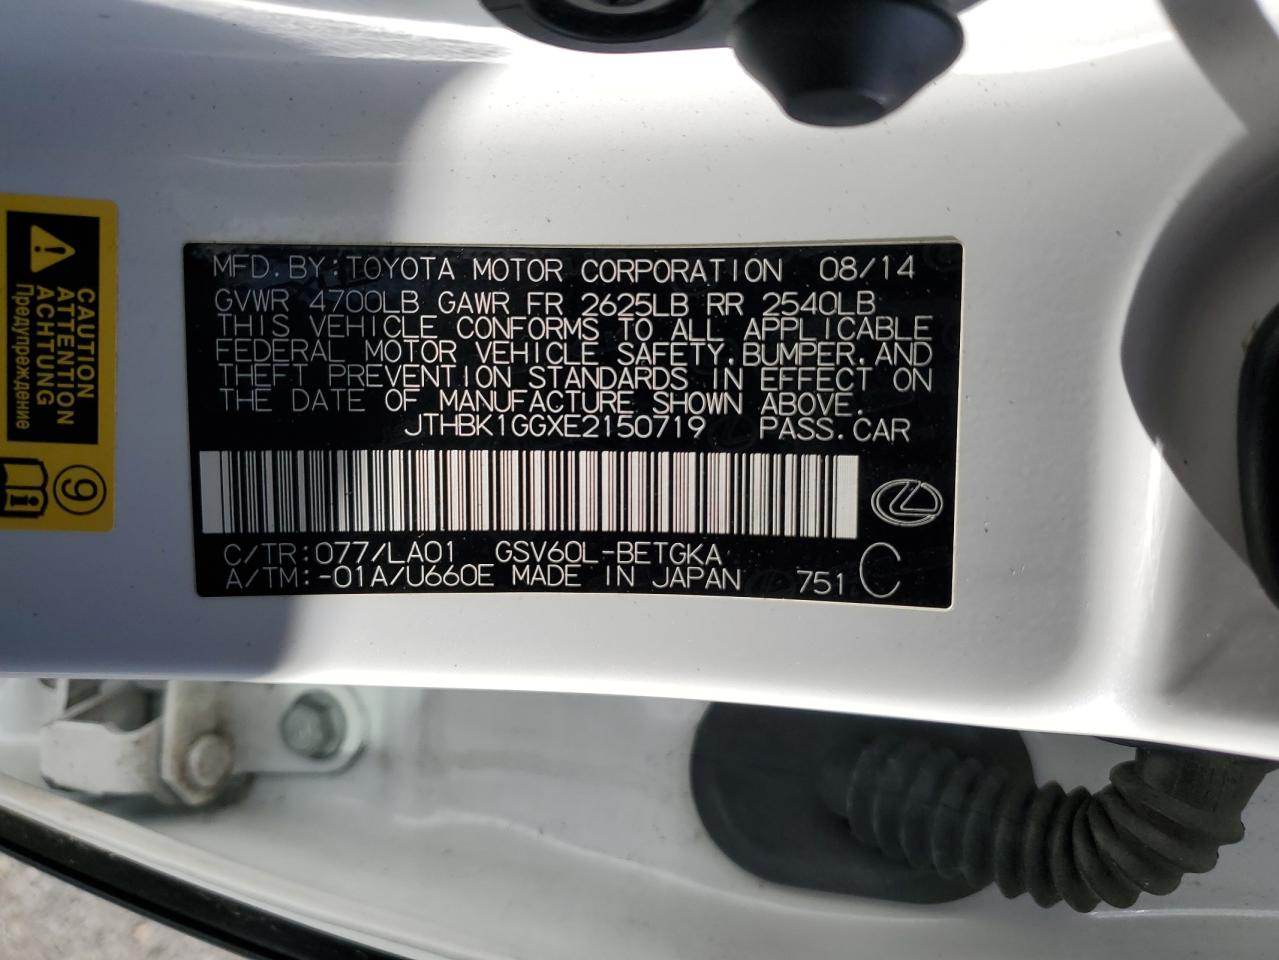 MFD.BY:TOYOTA MOTOR CORPORATION 08/14
GVWR 4700LB GAWR FR 2625LB RR 2540LB
THIS VEHICLE CONFORMS TO ALL APPLICABLE
FEDERAL MOTOR VEHICLE SAFETY,BUMPER,AND
THEFT PREVENTION STANDARDS IN EFFECT ON
THE DATE OF MANUFACTURE SHOWN ABOVE.
JTHBK1GGXE2150719 PASS.CAR
C/TR:077/LA01 GSV60L-BETGKA
A/TM:-01A/U660E MADE IN JAPAN 751 C
CAUTION
ATTENTION
ACHTUNG
Предупреждение
9